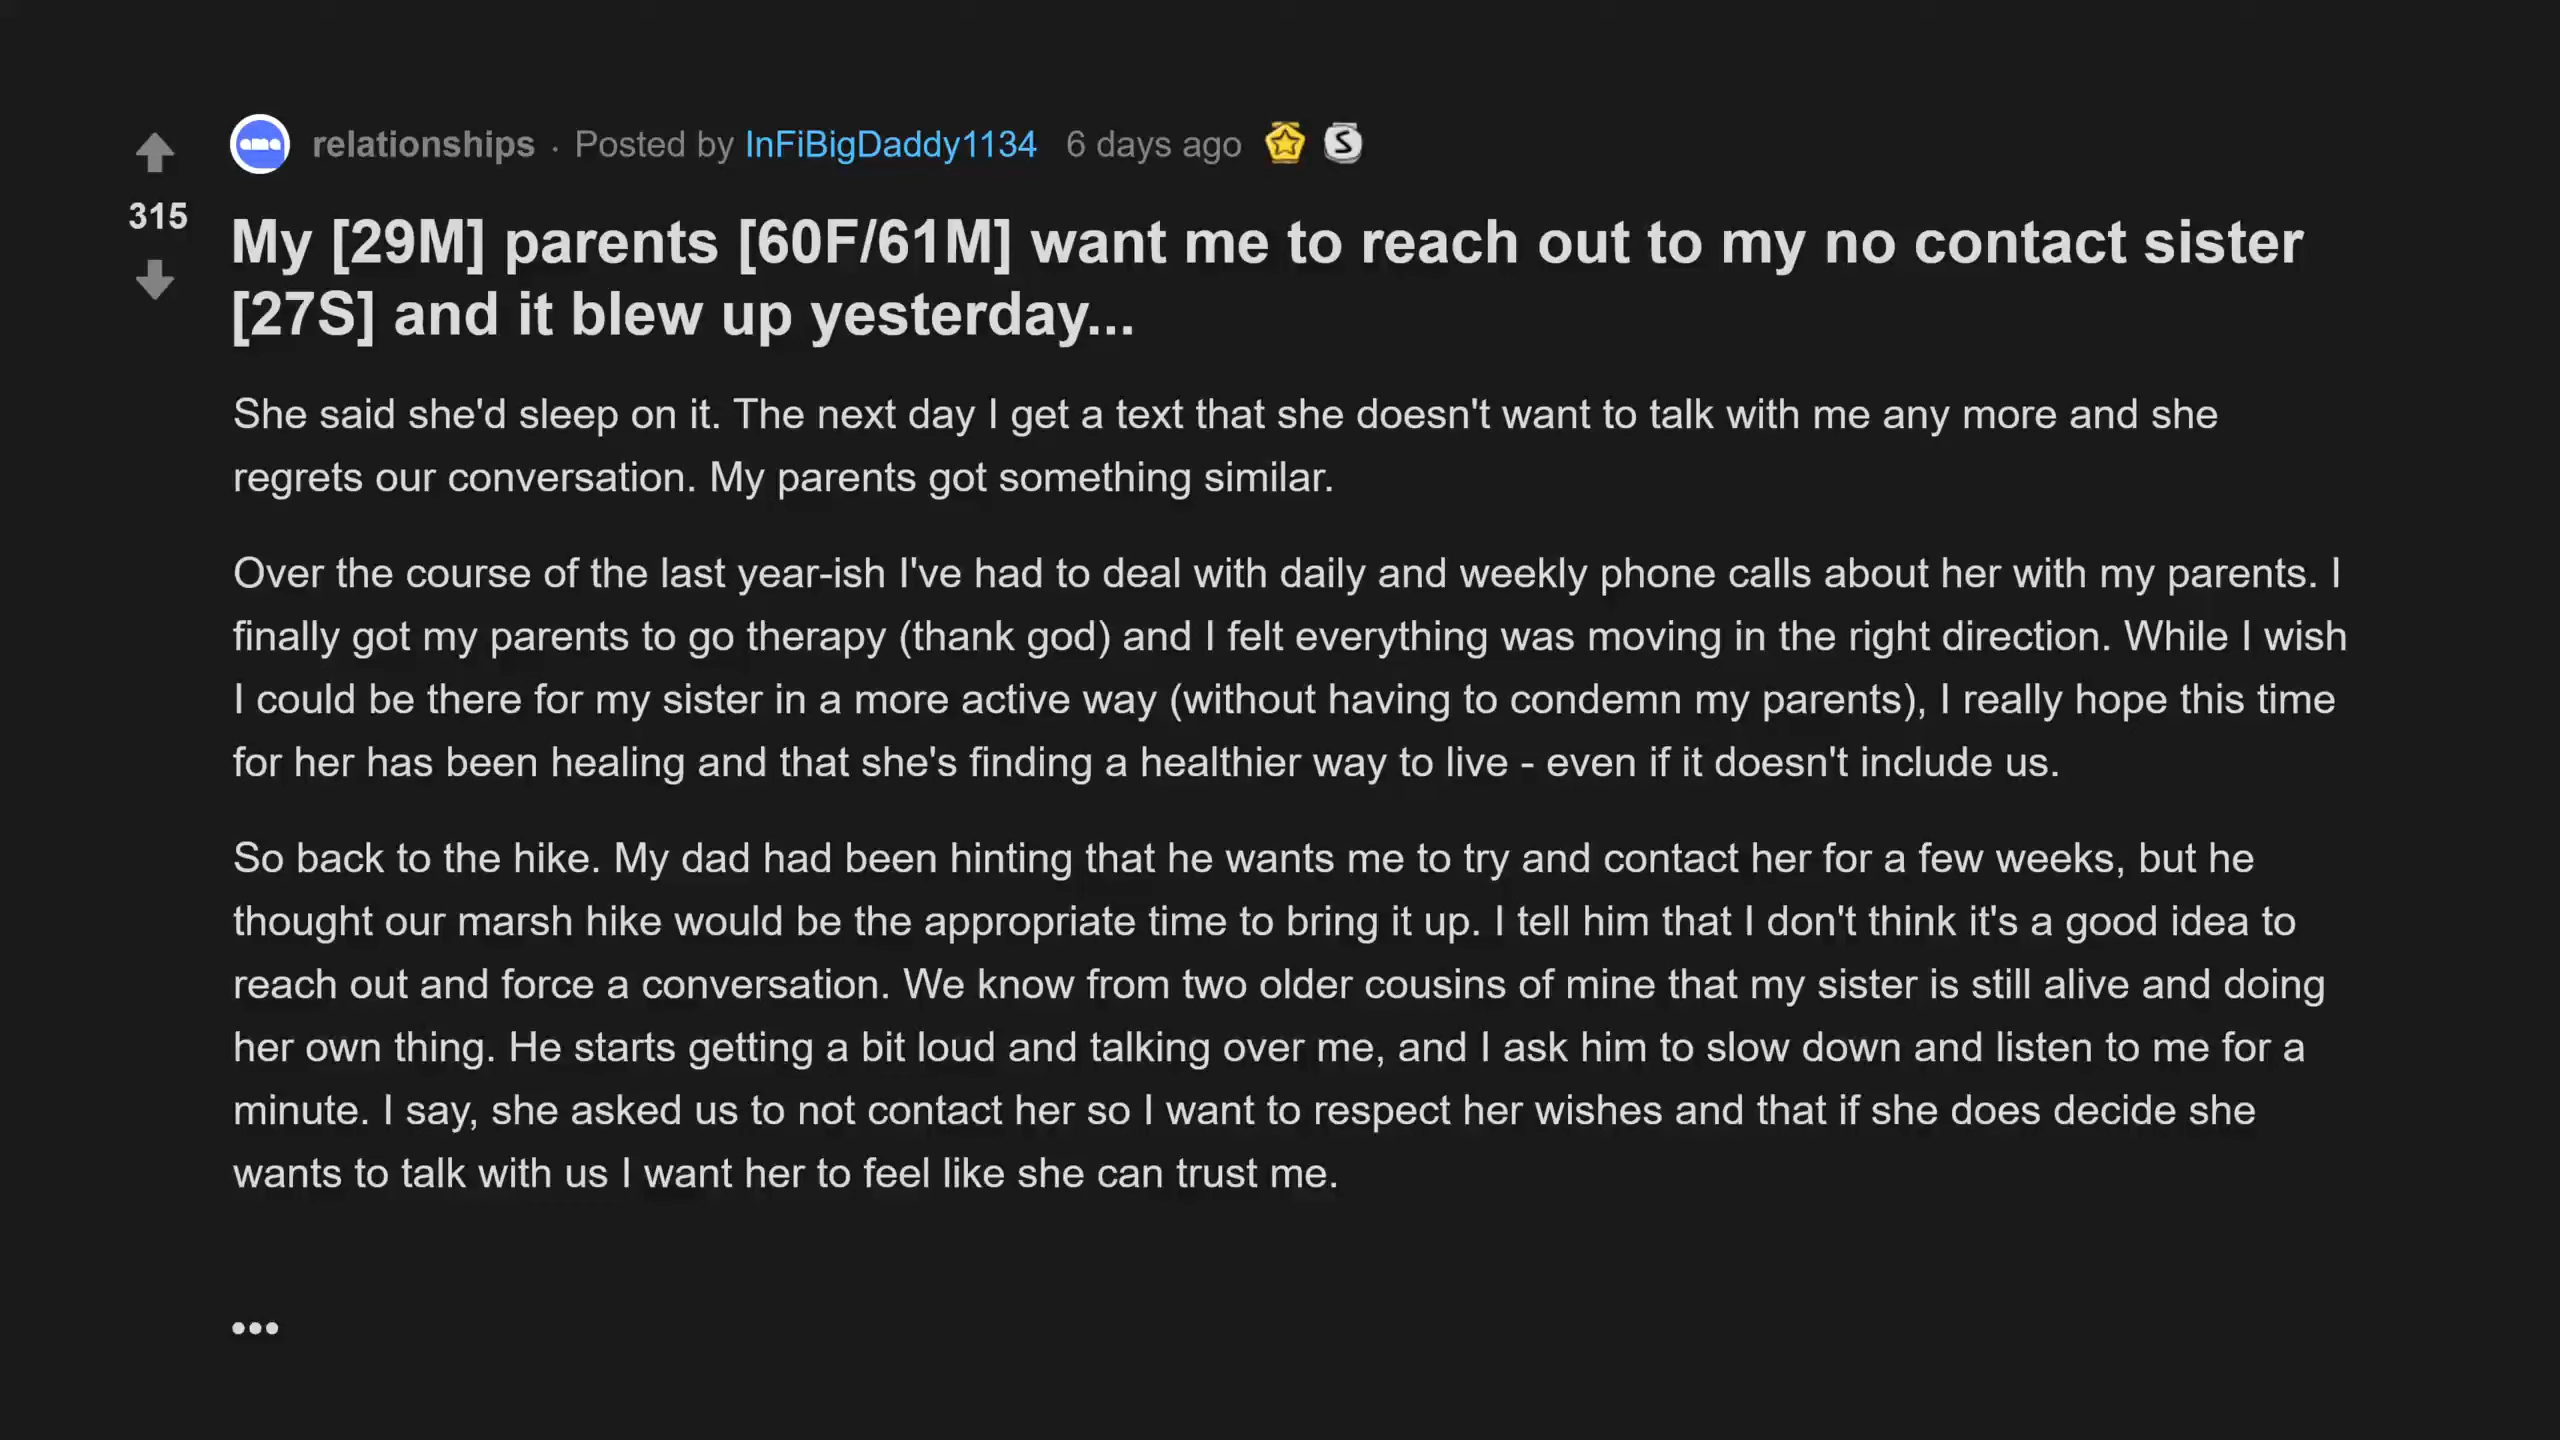 relationships · Posted by InFiBigDaddy1134 6 days ago
315
My [29M] parents [60F/61M] want me to reach out to my no contact sister
[27S] and it blew up yesterday...
She said she'd sleep on it. The next day I get a text that she doesn't want to talk with me any more and she
regrets our conversation. My parents got something similar.
Over the course of the last year-ish I've had to deal with daily and weekly phone calls about her with my parents. I
finally got my parents to go therapy (thank god) and I felt everything was moving in the right direction. While I wish
I could be there for my sister in a more active way (without having to condemn my parents), I really hope this time
for her has been healing and that she's finding a healthier way to live - even if it doesn't include us.
So back to the hike. My dad had been hinting that he wants me to try and contact her for a few weeks, but he
thought our marsh hike would be the appropriate time to bring it up. I tell him that I don't think it's a good idea to
reach out and force a conversation. We know from two older cousins of mine that my sister is still alive and doing
her own thing. He starts getting a bit loud and talking over me, and I ask him to slow down and listen to me for a
minute. I say, she asked us to not contact her so I want to respect her wishes and that if she does decide she
wants to talk with us I want her to feel like she can trust me.
•••